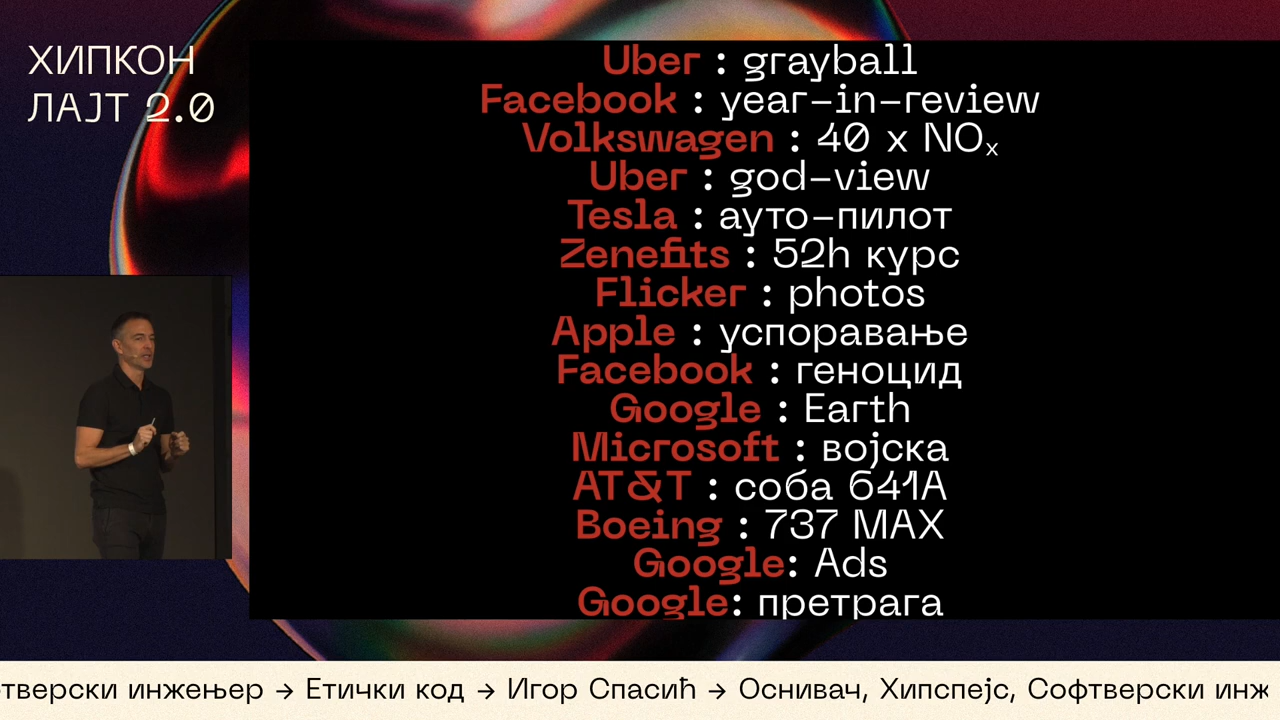 ХИПКОН
ЛАЈТ 2.0
Uber : grayball
Facebook : year-in-review
Volkswagen : 40 x NOₓ
Uber : god-view
Tesla : ауто-пилот
Zenefits : 52h курс
Flicker : photos
Apple : успоравање
Facebook : геноцид
Google : Earth
Microsoft : војска
AT&T : соба 641A
Boeing : 737 MAX
Google: Ads
Google: претрага
тверски инжењер → Етички код → Игор Спасић → Оснивач, Хипспејс, Софтверски инж